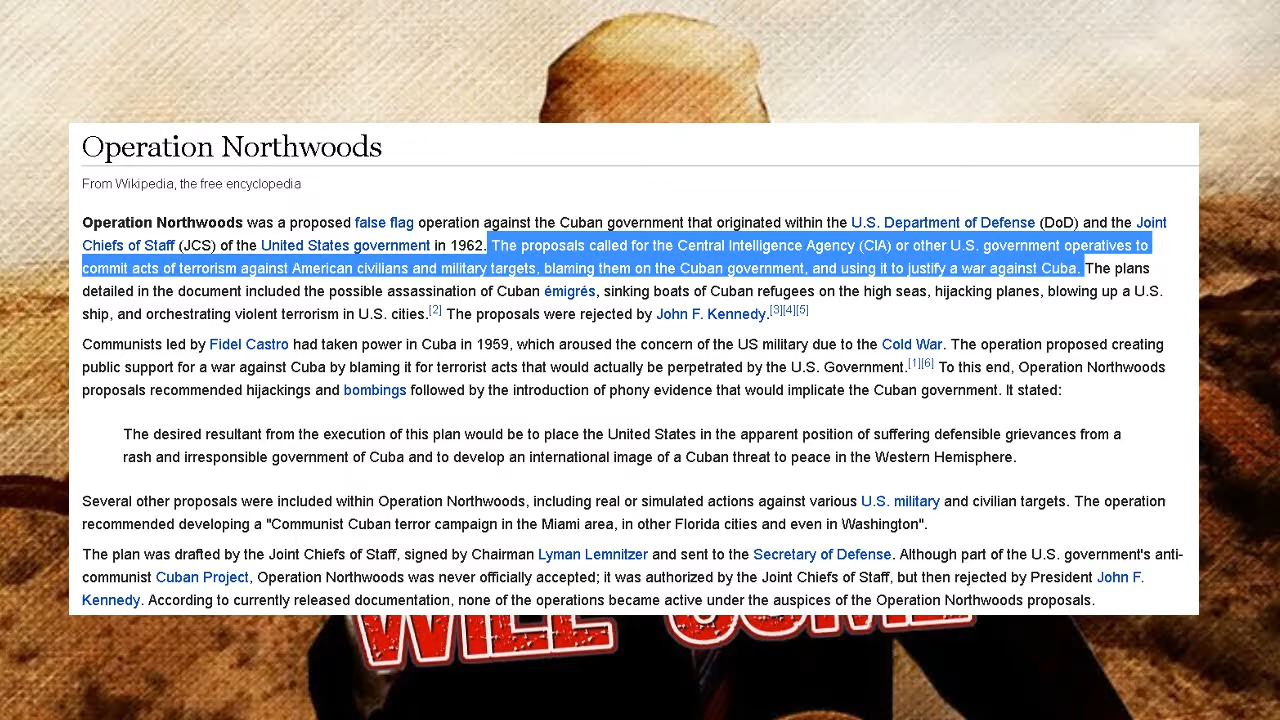 Operation Northwoods
From Wikipedia, the free encyclopedia
Operation Northwoods was a proposed false flag operation against the Cuban government that originated within the U.S. Department of Defense (DoD) and the Joint
Chiefs of Staff (JCS) of the United States government in 1962. The proposals called for the Central Intelligence Agency (CIA) or other U.S. government operatives to
commit acts of terrorism against American civilians and military targets, blaming them on the Cuban government, and using it to justify a war against Cuba. The plans
detailed in the document included the possible assassination of Cuban émigrés, sinking boats of Cuban refugees on the high seas, hijacking planes, blowing up a U.S.
ship, and orchestrating violent terrorism in U.S. cities.[2] The proposals were rejected by John F. Kennedy.[3][4][5]
Communists led by Fidel Castro had taken power in Cuba in 1959, which aroused the concern of the US military due to the Cold War. The operation proposed creating
public support for a war against Cuba by blaming it for terrorist acts that would actually be perpetrated by the U.S. Government.[1][6] To this end, Operation Northwoods
proposals recommended hijackings and bombings followed by the introduction of phony evidence that would implicate the Cuban government. It stated:
The desired resultant from the execution of this plan would be to place the United States in the apparent position of suffering defensible grievances from a
rash and irresponsible government of Cuba and to develop an international image of a Cuban threat to peace in the Western Hemisphere.
Several other proposals were included within Operation Northwoods, including real or simulated actions against various U.S. military and civilian targets. The operation
recommended developing a "Communist Cuban terror campaign in the Miami area, in other Florida cities and even in Washington".
The plan was drafted by the Joint Chiefs of Staff, signed by Chairman Lyman Lemnitzer and sent to the Secretary of Defense. Although part of the U.S. government's anti-
communist Cuban Project, Operation Northwoods was never officially accepted; it was authorized by the Joint Chiefs of Staff, but then rejected by President John F.
Kennedy. According to currently released documentation, none of the operations became active under the auspices of the Operation Northwoods proposals.
WILL COME